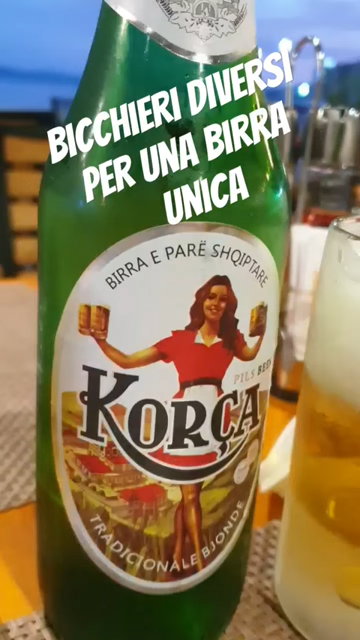 BICCHIERI DIVERSI
PER UNA BIRRA
UNICA
BIRRA E PARË SHQIPTARE
PILS BEER
KORÇA
TRADICIONALE BJONDE